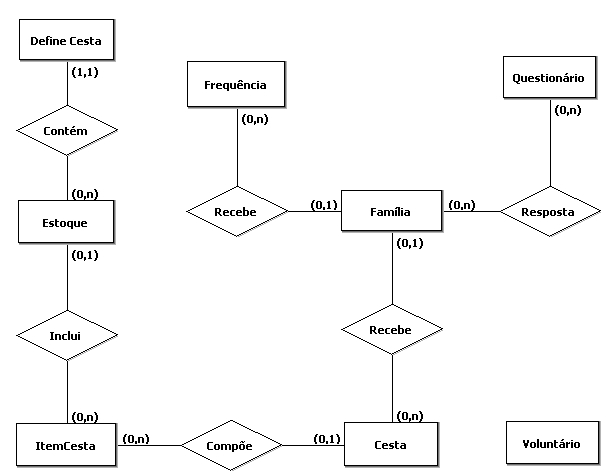 Define Cesta
(1,1)
Contém
(0,n)
Estoque
(0,1)
Inclui
(0,n)
ItemCesta
(0,n)
Compõe
(0,1)
Cesta
(0,n)
Recebe
(0,1)
Família
(0,1)
Recebe
(0,n)
Frequência
(0,n)
Resposta
(0,n)
Questionário
Voluntário